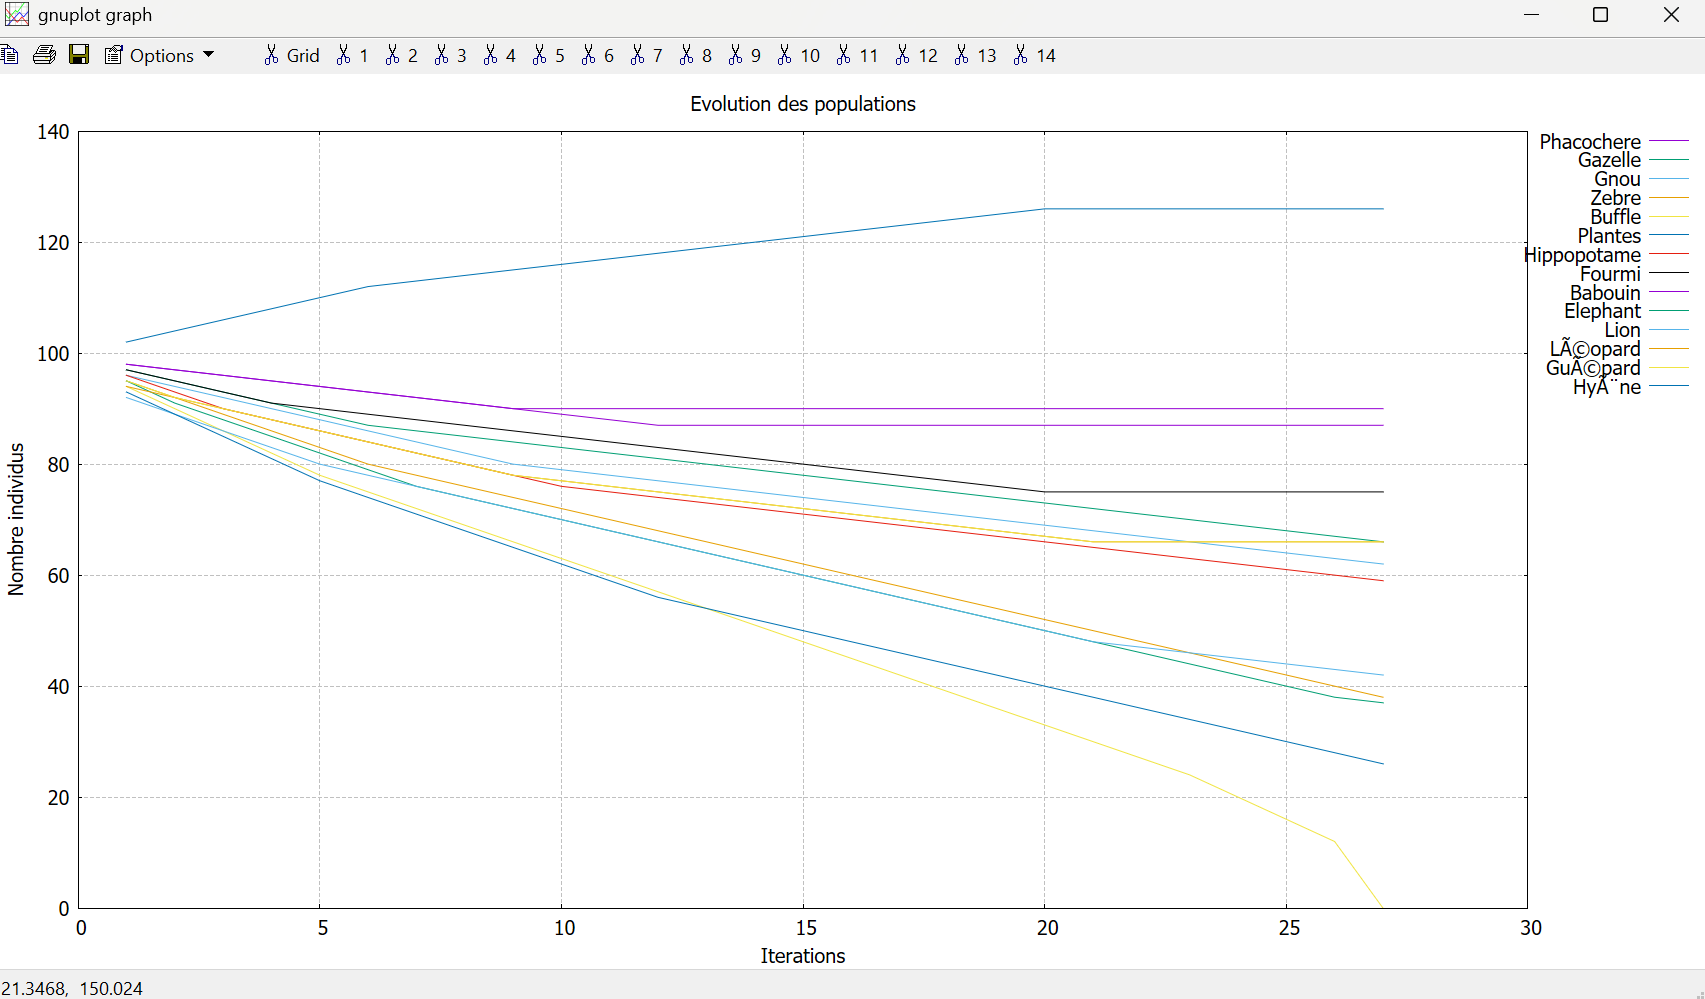 gnuplot graph
Options Grid 1 2 3 4 5 6 7 8 9 10 11 12 13 14
Evolution des populations
140
120
100
80
60
40
20
0
Nombre individus
0 5 10 15 20 25 30
Iterations
Phacochere
Gazelle
Gnou
Zebre
Buffle
Plantes
Hippopotame
Fourmi
Babouin
Elephant
Lion
LÃ©opard
GuÃ©pard
HyÃ¨ne
21.3468, 150.024